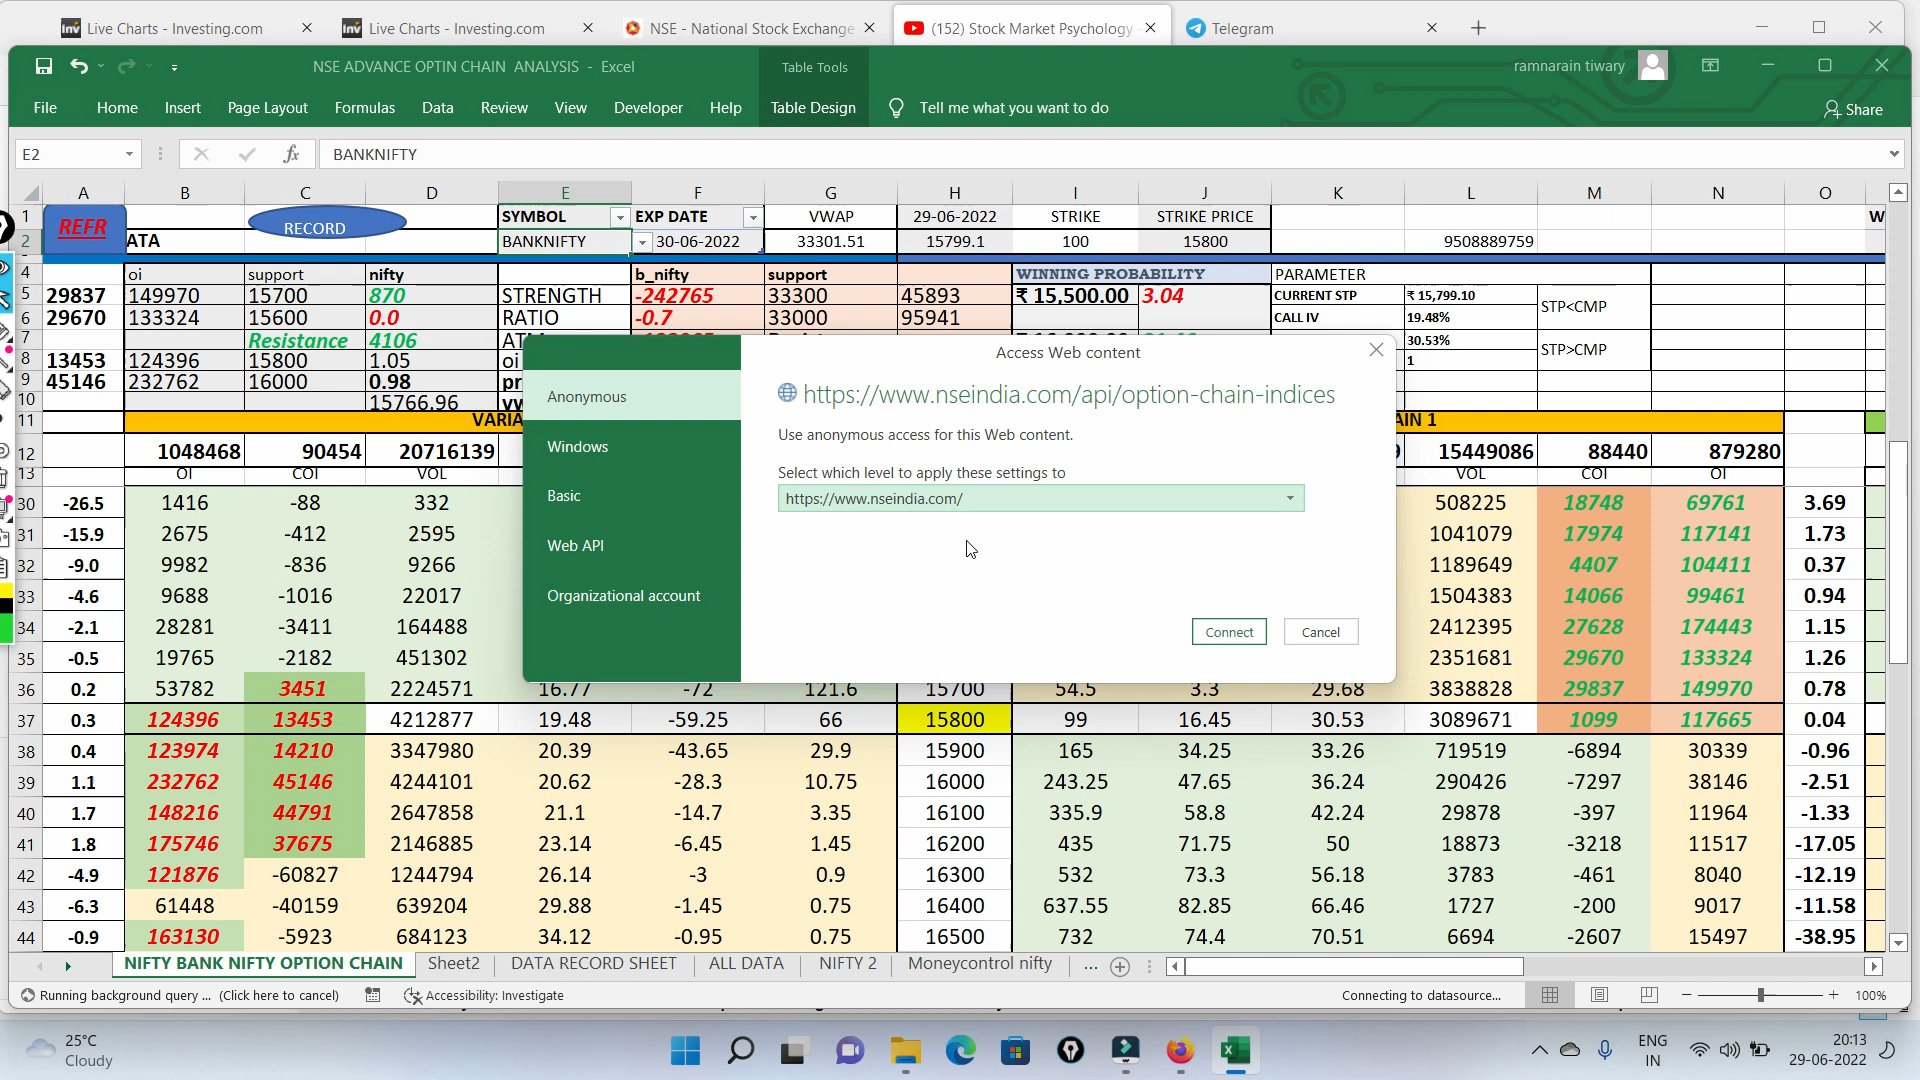 Live Charts - Investing.com
Live Charts - Investing.com
NSE - National Stock Exchange
(152) Stock Market Psychology
Telegram
NSE ADVANCE OPTIN CHAIN  ANALYSIS  -  Excel
Table Tools
ramnarain tiwary
File Home Insert Page Layout Formulas Data Review View Developer Help Table Design Tell me what you want to do Share
E2 fx BANKNIFTY
A B C D E F G H I J K L M N O
1 REFR RECORD SYMBOL EXP DATE VWAP 29-06-2022 STRIKE STRIKE PRICE W
2 ATA BANKNIFTY 30-06-2022 33301.51 15799.1 100 15800 9508889759
4 oi support nifty b_nifty support WINNING PROBABILITY PARAMETER
5 29837 149970 15700 870 STRENGTH -242765 33300 45893 ₹ 15,500.00 3.04 CURRENT STP ₹ 15,799.10 STP<CMP
6 29670 133324 15600 0.0 RATIO -0.7 33000 95941 CALL IV 19.48%
7 Resistance 4106 30.53% STP>CMP
8 13453 124396 15800 1.05 oi 1
9 45146 232762 16000 0.98 pr
10 15766.96 vw
11 VARIA AIN 1
12 1048468 90454 20716139 15449086 88440 879280
13 OI COI VOL VOL COI OI
30 -26.5 1416 -88 332 508225 18748 69761 3.69
31 -15.9 2675 -412 2595 1041079 17974 117141 1.73
32 -9.0 9982 -836 9266 1189649 4407 104411 0.37
33 -4.6 9688 -1016 22017 1504383 14066 99461 0.94
34 -2.1 28281 -3411 164488 2412395 27628 174443 1.15
35 -0.5 19765 -2182 451302 2351681 29670 133324 1.26
36 0.2 53782 3451 2224571 16.77 -72 121.6 15700 54.5 3.3 29.68 3838828 29837 149970 0.78
37 0.3 124396 13453 4212877 19.48 -59.25 66 15800 99 16.45 30.53 3089671 1099 117665 0.04
38 0.4 123974 14210 3347980 20.39 -43.65 29.9 15900 165 34.25 33.26 719519 -6894 30339 -0.96
39 1.1 232762 45146 4244101 20.62 -28.3 10.75 16000 243.25 47.65 36.24 290426 -7297 38146 -2.51
40 1.7 148216 44791 2647858 21.1 -14.7 3.35 16100 335.9 58.8 42.24 29878 -397 11964 -1.33
41 1.8 175746 37675 2146885 23.14 -6.45 1.45 16200 435 71.75 50 18873 -3218 11517 -17.05
42 -4.9 121876 -60827 1244794 26.14 -3 0.9 16300 532 73.3 56.18 3783 -461 8040 -12.19
43 -6.3 61448 -40159 639204 29.88 -1.45 0.75 16400 637.55 82.85 66.46 1727 -200 9017 -11.58
44 -0.9 163130 -5923 684123 34.12 -0.95 0.75 16500 732 74.4 70.51 6694 -2607 15497 -38.95
Access Web content
Anonymous
Windows
Basic
Web API
Organizational account
https://www.nseindia.com/api/option-chain-indices
Use anonymous access for this Web content.
Select which level to apply these settings to
https://www.nseindia.com/
Connect Cancel
NIFTY BANK NIFTY OPTION CHAIN Sheet2 DATA RECORD SHEET ALL DATA NIFTY 2 Moneycontrol nifty ...
Running background query ... (Click here to cancel) Accessibility: Investigate Connecting to datasource... 100%
25°C
Cloudy
ENG
IN
20:13
29-06-2022